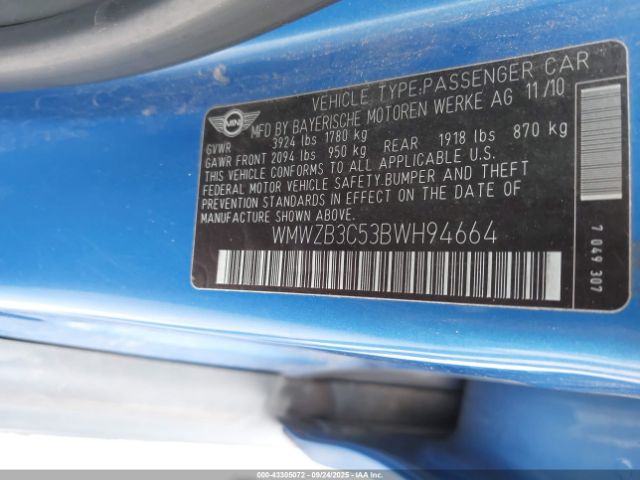 VEHICLE TYPE:PASSENGER CAR
MINI
MFD BY BAYERISCHE MOTOREN WERKE AG 11/10
GVWR 3924 lbs 1780 kg
GAWR FRONT 2094 lbs 950 kg REAR 1918 lbs 870 kg
THIS VEHICLE CONFORMS TO ALL APPLICABLE U.S.
FEDERAL MOTOR VEHICLE SAFETY.BUMPER AND THEFT
PREVENTION STANDARDS IN EFFECT ON THE DATE OF
MANUFACTURE SHOWN ABOVE.
WMWZB3C53BWH94664
7 049 307
000-43305072 - 09/24/2025 - IAAI.COM